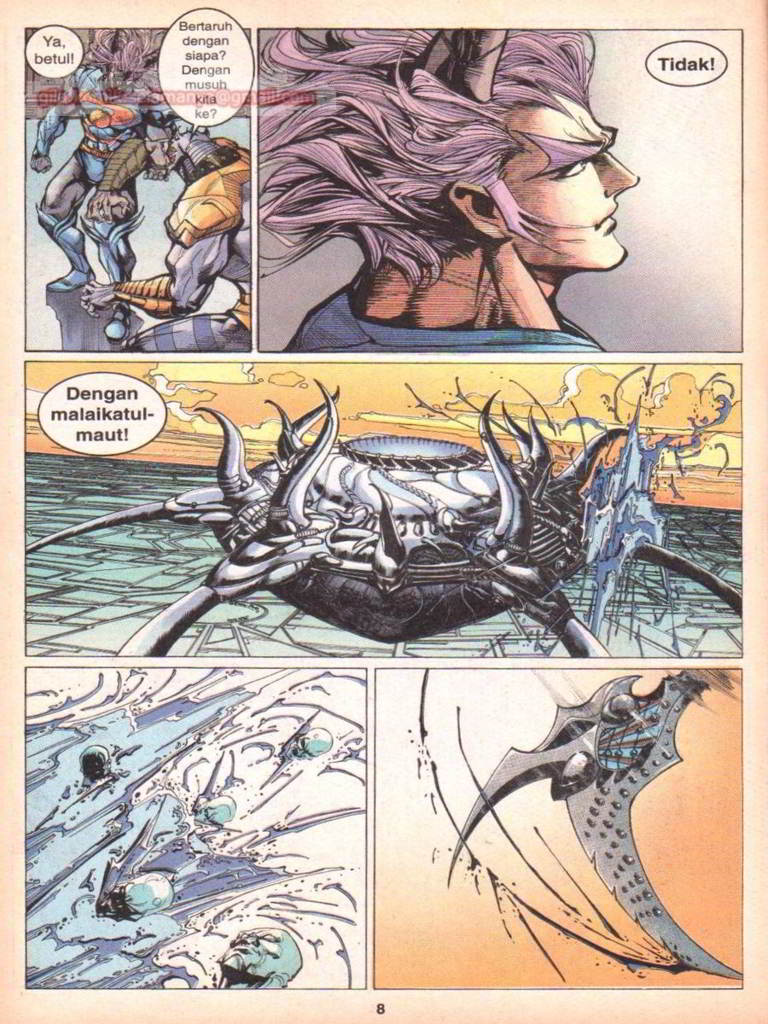 Ya,
betul!
Bertaruh
dengan
siapa?
Dengan
musuh
kita
ke?
Tidak!
Dengan
malaikatul-
maut!
8